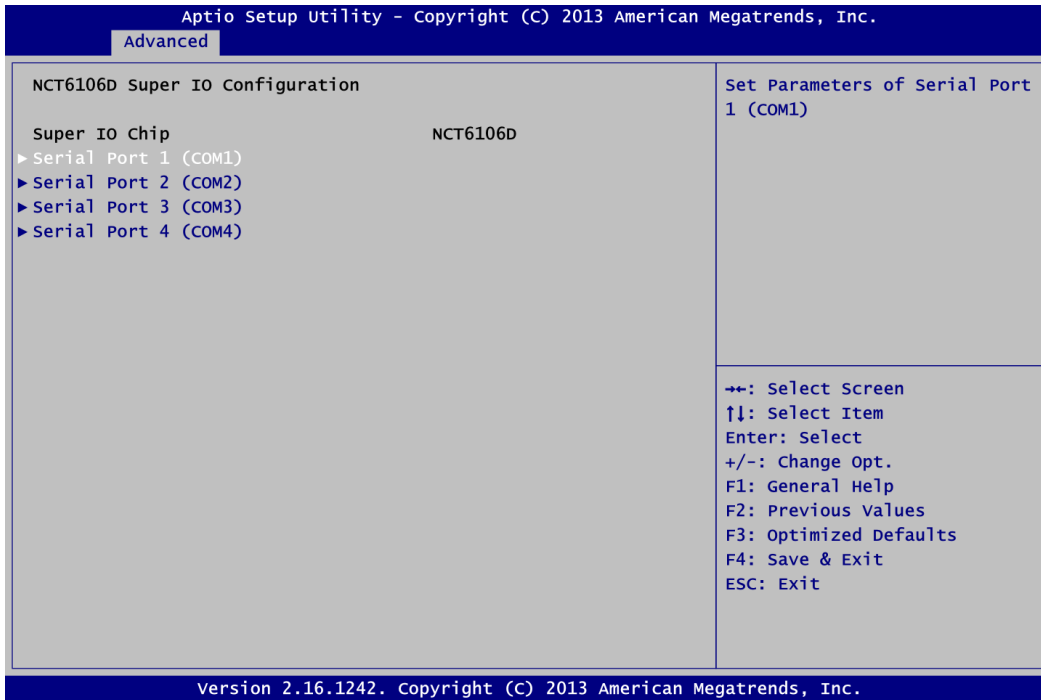 Aptio Setup Utility - Copyright (C) 2013 American Megatrends, Inc.
Advanced
NCT6106D Super IO Configuration
Super IO Chip NCT6106D
▶ Serial Port 1 (COM1)
▶ Serial Port 2 (COM2)
▶ Serial Port 3 (COM3)
▶ Serial Port 4 (COM4)
Set Parameters of Serial Port
1 (COM1)
→←: Select Screen
↑↓: Select Item
Enter: Select
+/-: Change Opt.
F1: General Help
F2: Previous Values
F3: Optimized Defaults
F4: Save & Exit
ESC: Exit
Version 2.16.1242. Copyright (C) 2013 American Megatrends, Inc.